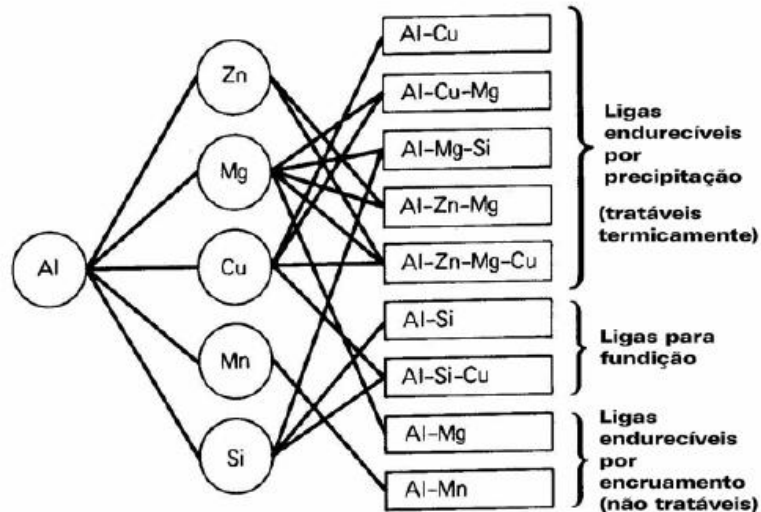 Al
Zn
Mg
Cu
Mn
Si
Al-Cu
Al-Cu-Mg
Al-Mg-Si
Al-Zn-Mg
Al-Zn-Mg-Cu
Al-Si
Al-Si-Cu
Al-Mg
Al-Mn
Ligas
endurecíveis
por
precipitação
(tratáveis
termicamente)
Ligas para
fundição
Ligas
endurecíveis
por
encruamento
(não tratáveis)